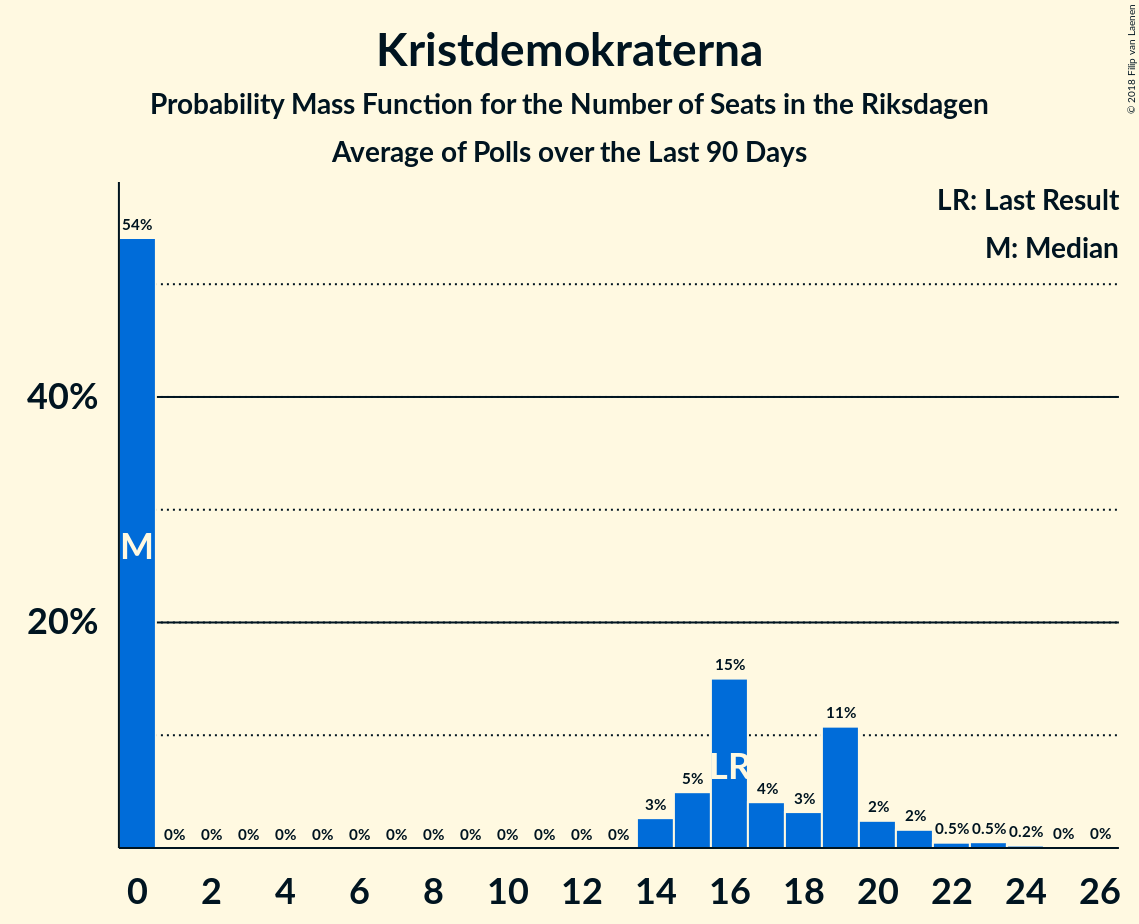 Kristdemokraterna
Probability Mass Function for the Number of Seats in the Riksdagen
Average of Polls over the Last 90 Days
© 2018 Filip van Laenen
LR: Last Result
M: Median
54%
40%
M
20%
15%
11%
LR
5%
4%
3%
3%
2%
2%
0% 0% 0% 0% 0% 0% 0% 0% 0% 0% 0% 0% 0% 0.5% 0.5% 0.2% 0% 0%
0 2 4 6 8 10 12 14 16 18 20 22 24 26